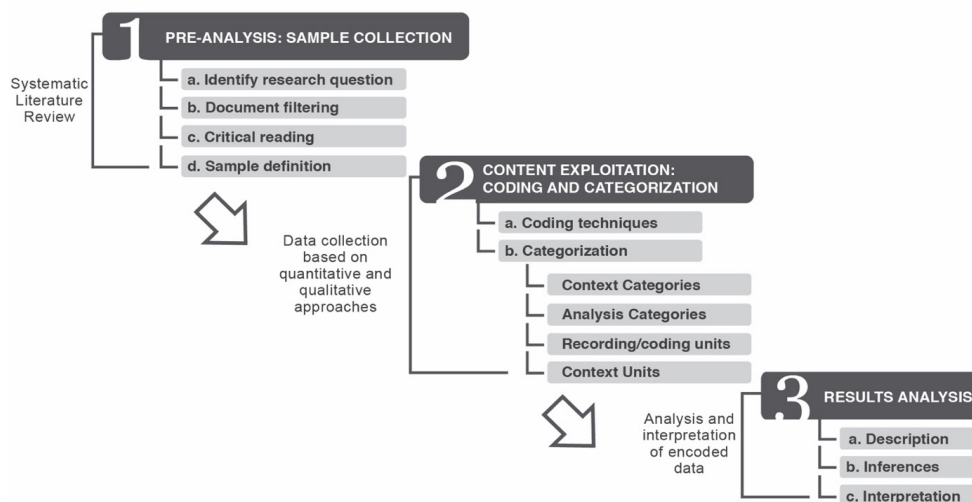 1 PRE-ANALYSIS: SAMPLE COLLECTION
Systematic
Literature
Review
a. Identify research question
b. Document filtering
c. Critical reading
d. Sample definition
Data collection
based on
quantitative and
qualitative
approaches
2 CONTENT EXPLOITATION:
CODING AND CATEGORIZATION
a. Coding techniques
b. Categorization
Context Categories
Analysis Categories
Recording/coding units
Context Units
Analysis and
interpretation
of encoded
data
3 RESULTS ANALYSIS
a. Description
b. Inferences
c. Interpretation